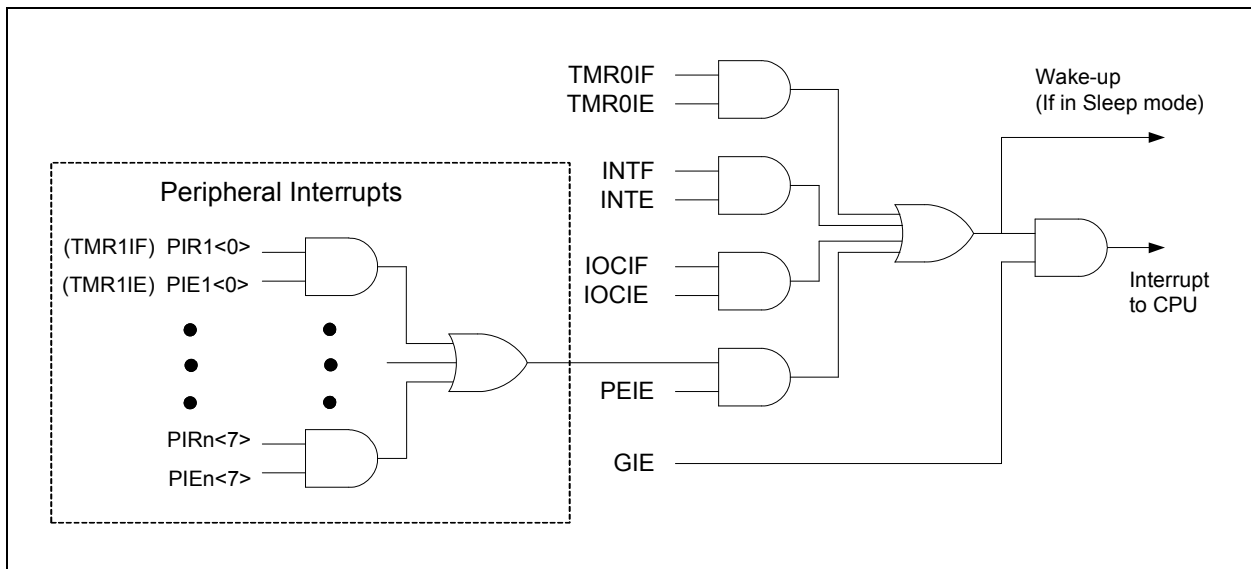 TMR0IF
TMR0IE
Wake-up
(If in Sleep mode)
INTF
INTE
Peripheral Interrupts
(TMR1IF) PIR1<0>
(TMR1IE) PIE1<0>
IOCIF
IOCIE
Interrupt
to CPU
PEIE
PIRn<7>
PIEn<7>
GIE